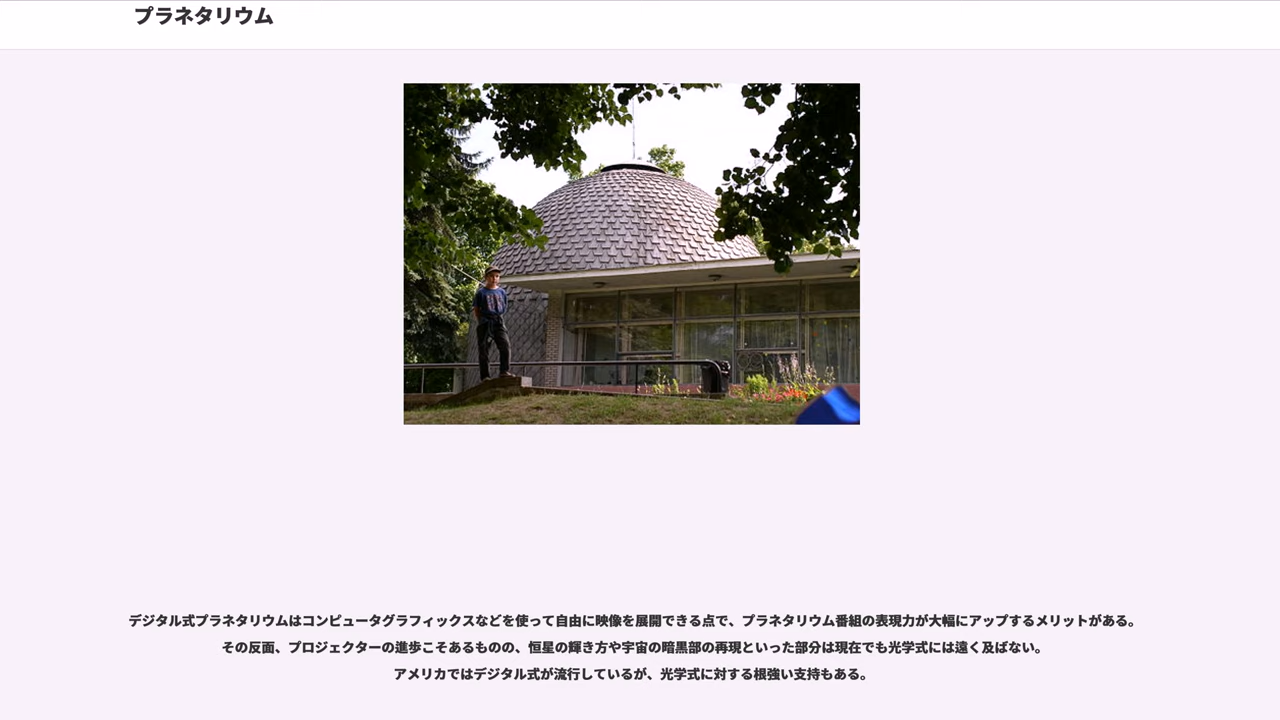 プラネタリウム
デジタル式プラネタリウムはコンピュータグラフィックスなどを使って自由に映像を展開できる点で、プラネタリウム番組の表現力が大幅にアップするメリットがある。
その反面、プロジェクターの進歩こそあるものの、恒星の輝き方や宇宙の暗黒部の再現といった部分は現在でも光学式には遠く及ばない。
アメリカではデジタル式が流行しているが、光学式に対する根強い支持もある。